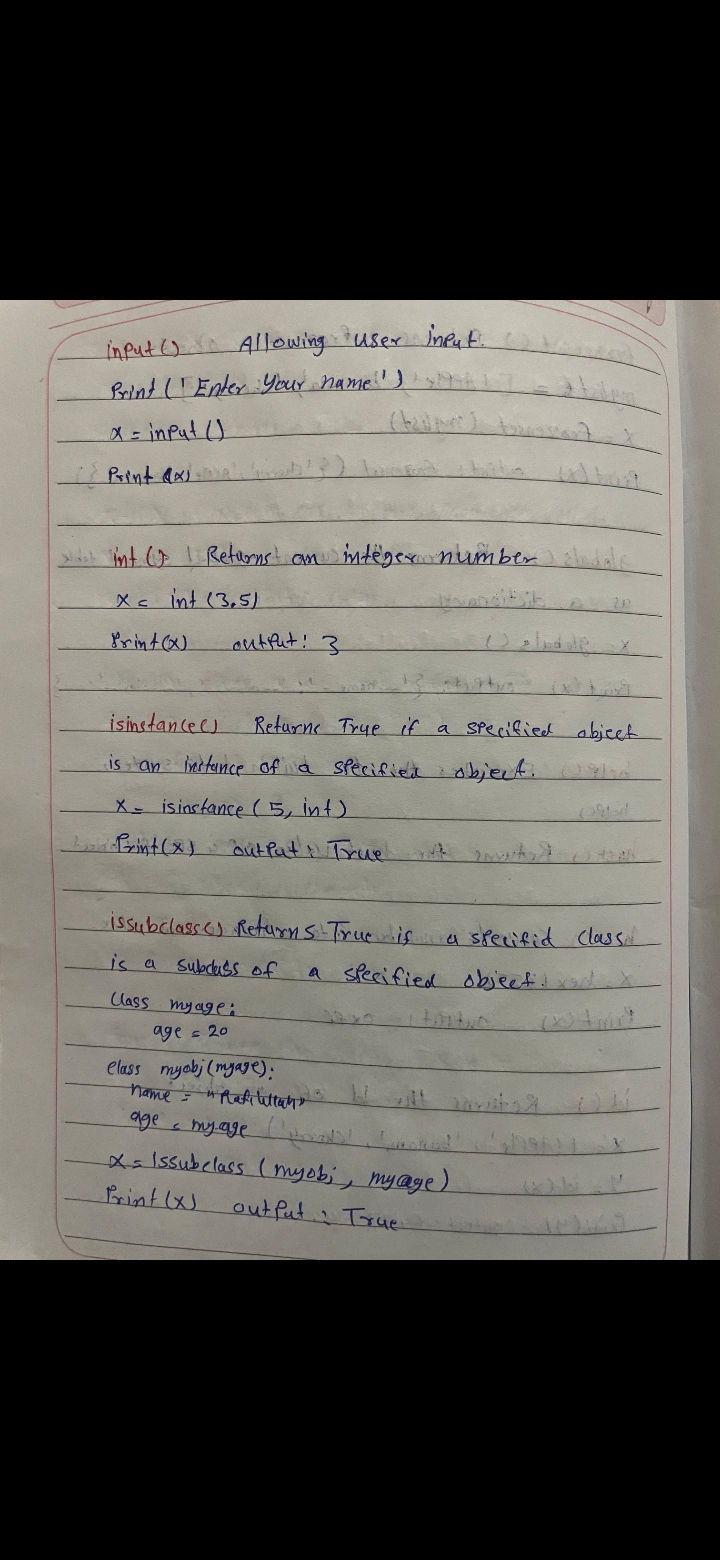 input() Allowing user input.
Print ('Enter your name')
x = input ()
Print (x)
int () Returns an integer number
x = int (3.5)
Print(x) output: 3
isinstance() Returns True if a specified object
is an instance of a specified object.
x = isinstance (5, int)
Print(x) output : True
issubclass() Returns True if a specifid class
is a subclass of a specified object.
Class myage:
age = 20
class myobj(myage):
name = "Rafiullah"
age = myage
x = Issubclass (myobj, myage)
Print (x) output : True